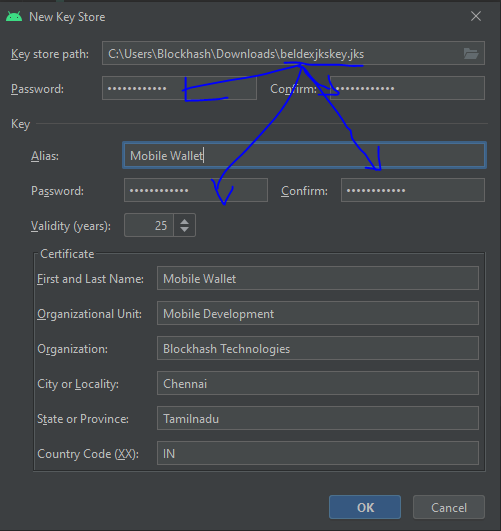 New Key Store
Key store path: C:\Users\Blockhash\Downloads\beldexjkskey.jks
Password: •••••••••••• Confirm: ••••••••••••
Key
Alias: Mobile Wallet
Password: •••••••••••• Confirm: ••••••••••••
Validity (years): 25
Certificate
First and Last Name: Mobile Wallet
Organizational Unit: Mobile Development
Organization: Blockhash Technologies
City or Locality: Chennai
State or Province: Tamilnadu
Country Code (XX): IN
OK Cancel